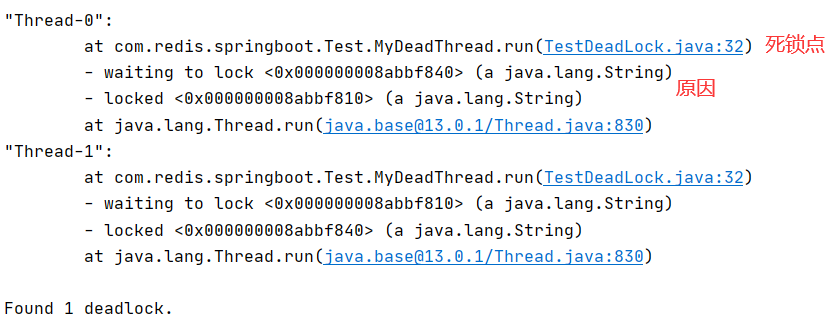 "Thread-0":
at com.redis.springboot.Test.MyDeadThread.run(TestDeadLock.java:32) 死锁点
- waiting to lock <0x000000008abbf840> (a java.lang.String)
原因
- locked <0x000000008abbf810> (a java.lang.String)
at java.lang.Thread.run(java.base@13.0.1/Thread.java:830)
"Thread-1":
at com.redis.springboot.Test.MyDeadThread.run(TestDeadLock.java:32)
- waiting to lock <0x000000008abbf810> (a java.lang.String)
- locked <0x000000008abbf840> (a java.lang.String)
at java.lang.Thread.run(java.base@13.0.1/Thread.java:830)
Found 1 deadlock.